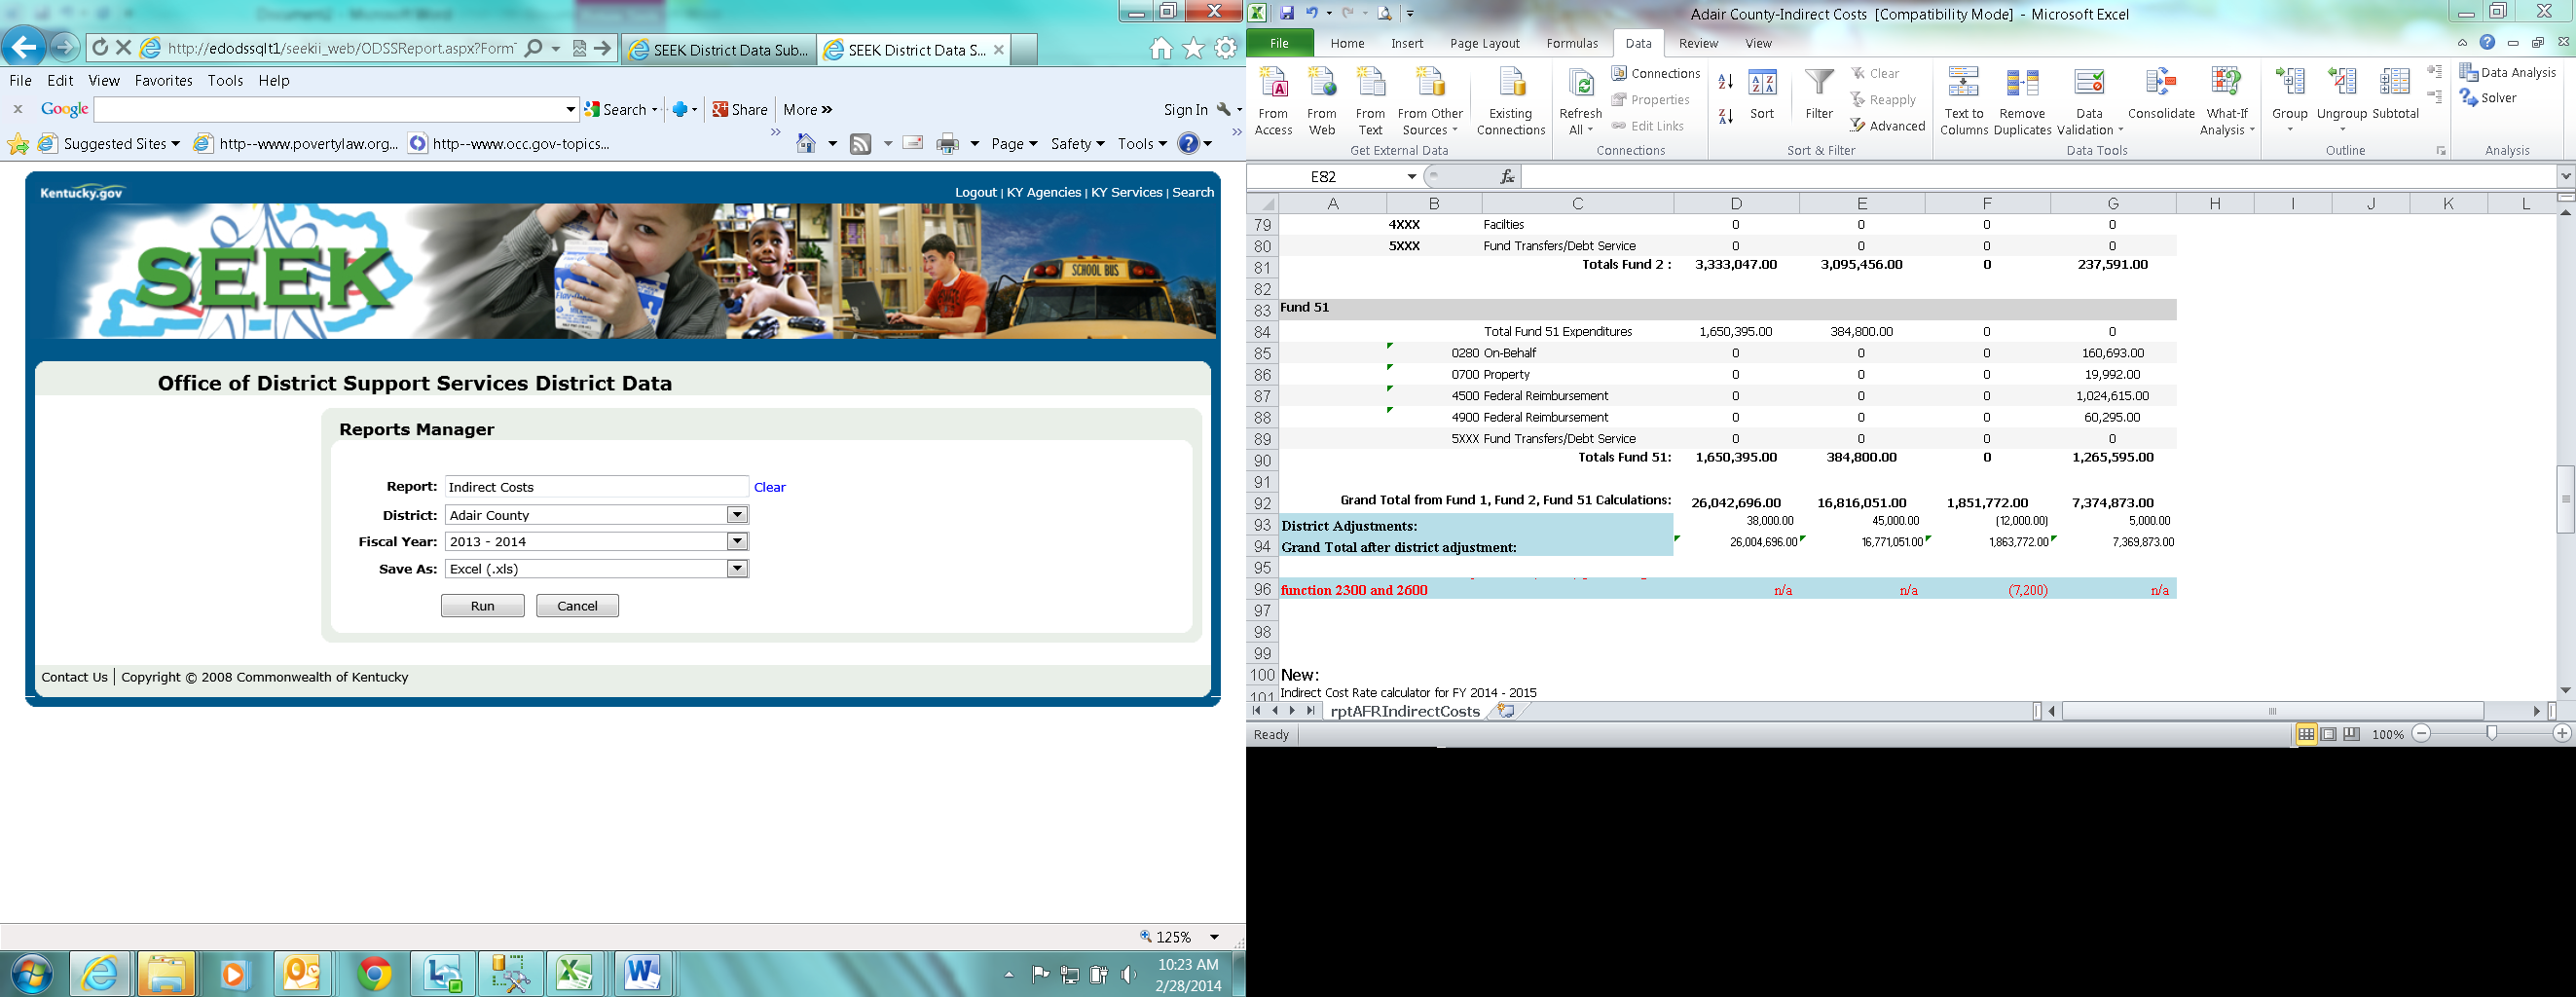 http://edodssqlt1/seekii_web/ODSSReport.aspx?Form
SEEK District Data Sub...
SEEK District Data S...
File Edit View Favorites Tools Help
x Google
Search
Share
More »
Sign In
Suggested Sites
http--www.povertylaw.org...
http--www.occ.gov-topics...
Page
Safety
Tools
Kentucky.gov
Logout | KY Agencies | KY Services | Search
SEEK
SCHOOL BUS
Office of District Support Services District Data
Reports Manager
Report: Indirect Costs Clear
District: Adair County
Fiscal Year: 2013 - 2014
Save As: Excel (.xls)
Run Cancel
Contact Us | Copyright © 2008 Commonwealth of Kentucky
125%
10:23 AM
2/28/2014
Adair County-Indirect Costs [Compatibility Mode] - Microsoft Excel
File Home Insert Page Layout Formulas Data Review View
From Access
From Web
From Text
From Other Sources
Existing Connections
Get External Data
Refresh All
Connections
Properties
Edit Links
Connections
Sort
Filter
Clear
Reapply
Advanced
Sort & Filter
Text to Columns
Remove Duplicates
Data Validation
Consolidate
What-If Analysis
Data Tools
Group
Ungroup
Subtotal
Outline
Data Analysis
Solver
Analysis
E82 fx
A B C D E F G H I J K L
79 4XXX Facilties 0 0 0 0
80 5XXX Fund Transfers/Debt Service 0 0 0 0
81 Totals Fund 2 : 3,333,047.00 3,095,456.00 0 237,591.00
82
83 Fund 51
84 Total Fund 51 Expenditures 1,650,395.00 384,800.00 0 0
85 0280 On-Behalf 0 0 0 160,693.00
86 0700 Property 0 0 0 19,992.00
87 4500 Federal Reimbursement 0 0 0 1,024,615.00
88 4900 Federal Reimbursement 0 0 0 60,295.00
89 5XXX Fund Transfers/Debt Service 0 0 0 0
90 Totals Fund 51: 1,650,395.00 384,800.00 0 1,265,595.00
91
92 Grand Total from Fund 1, Fund 2, Fund 51 Calculations: 26,042,696.00 16,816,051.00 1,851,772.00 7,374,873.00
93 District Adjustments: 38,000.00 45,000.00 (12,000.00) 5,000.00
94 Grand Total after district adjustment: 26,004,696.00 16,771,051.00 1,863,772.00 7,369,873.00
95
96 function 2300 and 2600 n/a n/a (7,200) n/a
97
98
99
100 New:
101 Indirect Cost Rate calculator for FY 2014 - 2015
rptAFRIndirectCosts
Ready
100%